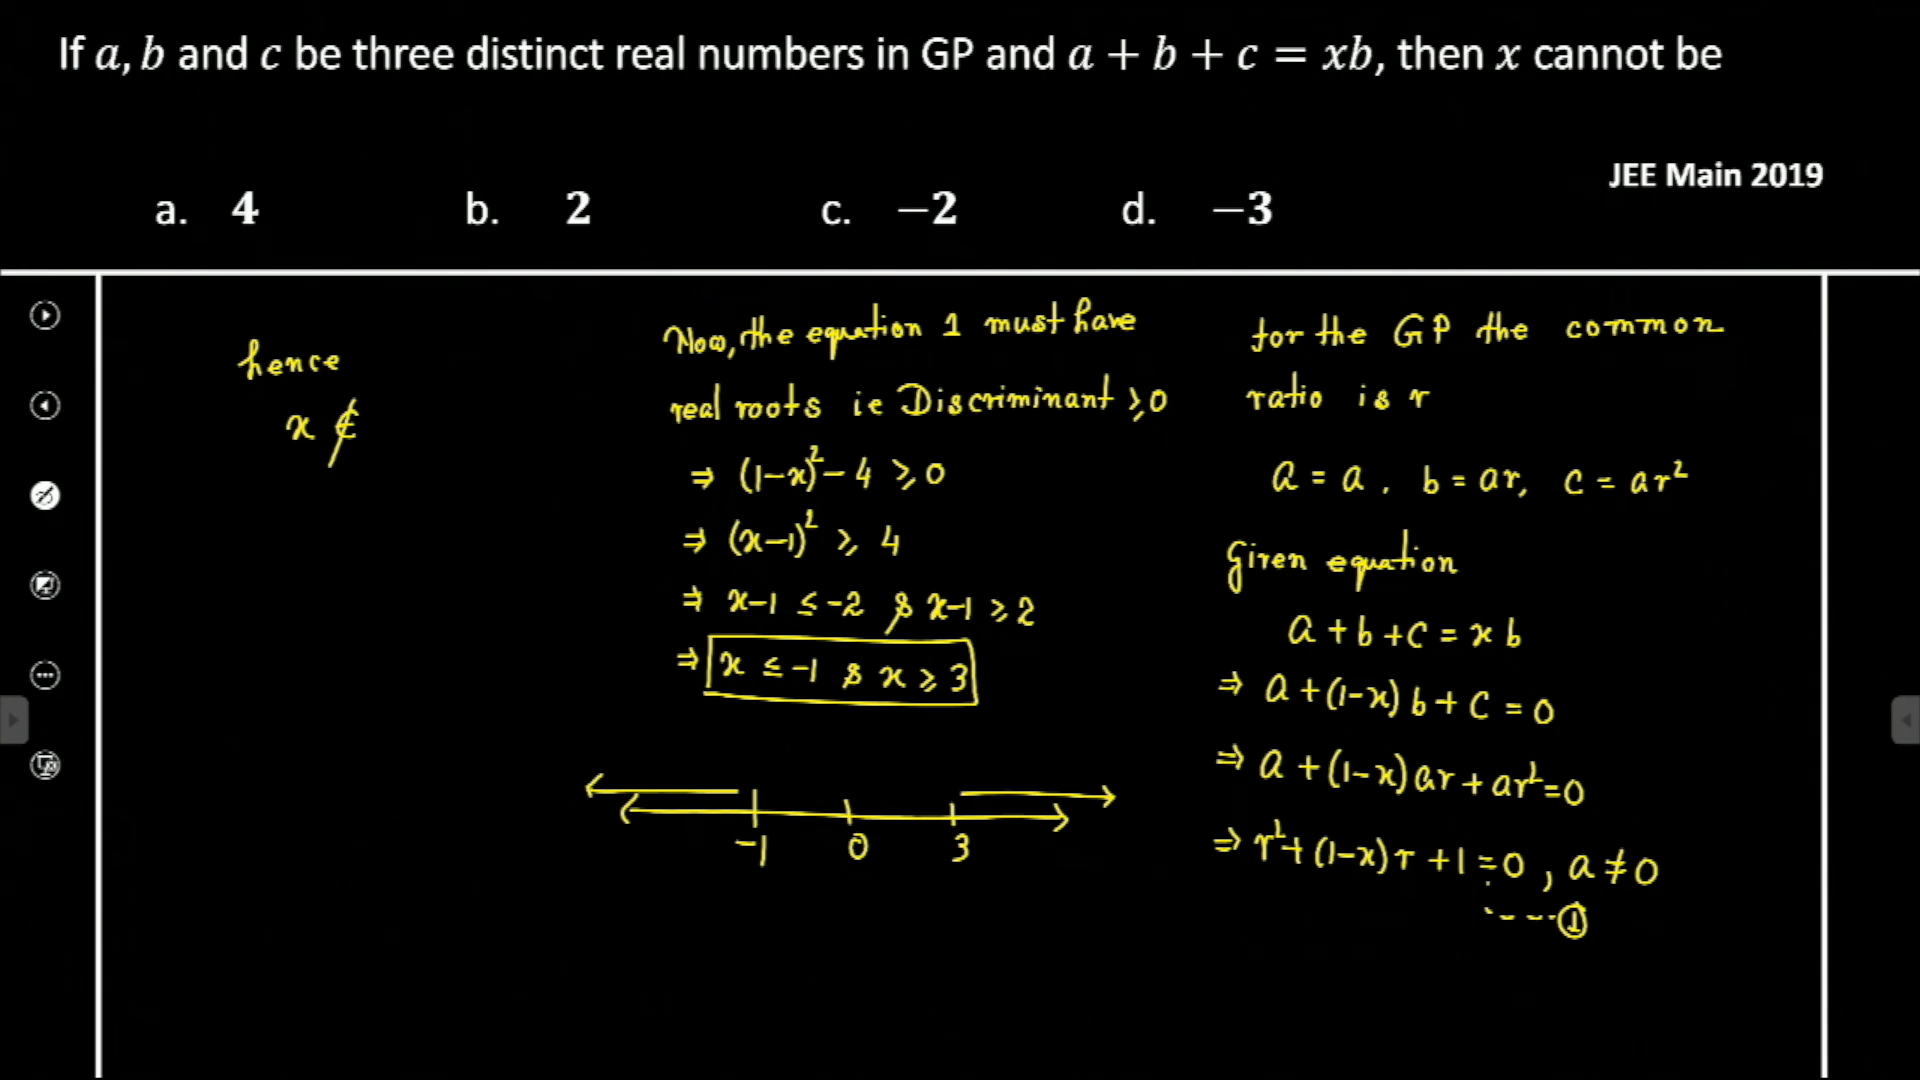 If a, b and c be three distinct real numbers in GP and a + b + c = xb, then x cannot be
JEE Main 2019
a. 4 b. 2 c. −2 d. −3
for the GP the common
ratio is r
a = a, b = ar, c = ar²
Given equation
a + b + c = x b
⇒ a + (1−x) b + c = 0
⇒ a + (1−x) ar + ar² = 0
⇒ r² + (1−x) r + 1 = 0, a ≠ 0
----①
Now, the equation 1 must have
real roots ie Discriminant ≥ 0
⇒ (1−x)² − 4 ≥ 0
⇒ (x−1)² ≥ 4
⇒ x−1 ≤ −2 & x−1 ≥ 2
⇒ x ≤ −1 & x ≥ 3
−1 0 3
hence
x ∉